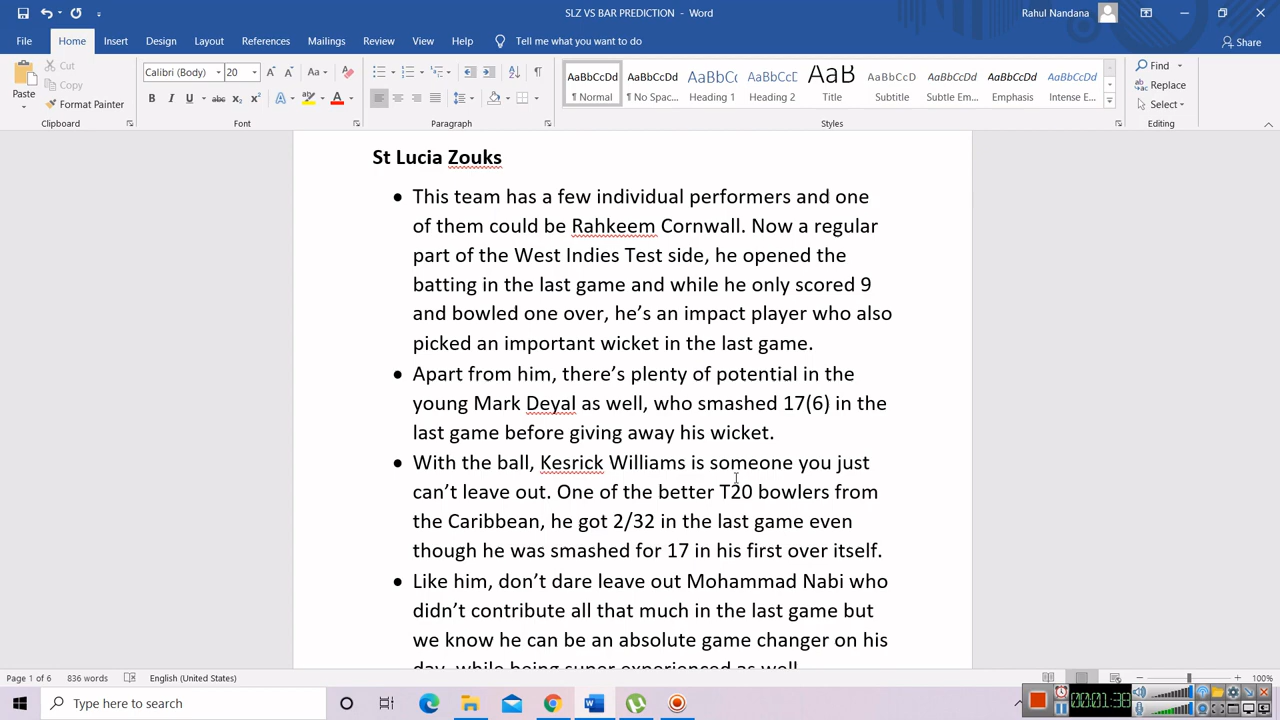 SLZ VS BAR PREDICTION - Word
Rahul Nandana
File Home Insert Design Layout References Mailings Review View Help Tell me what you want to do Share
Paste
Cut
Copy
Format Painter
Calibri (Body) 20
AaBbCcDd AaBbCcDd AaBbCc AaBbCcD AaB AaBbCcD AaBbCcDd AaBbCcDd AaBbCcDd
¶ Normal ¶ No Spac... Heading 1 Heading 2 Title Subtitle Subtle Em... Emphasis Intense E...
Find
Replace
Select
Clipboard Font Paragraph Styles Editing
St Lucia Zouks
• This team has a few individual performers and one
of them could be Rahkeem Cornwall. Now a regular
part of the West Indies Test side, he opened the
batting in the last game and while he only scored 9
and bowled one over, he's an impact player who also
picked an important wicket in the last game.
• Apart from him, there's plenty of potential in the
young Mark Deyal as well, who smashed 17(6) in the
last game before giving away his wicket.
• With the ball, Kesrick Williams is someone you just
can't leave out. One of the better T20 bowlers from
the Caribbean, he got 2/32 in the last game even
though he was smashed for 17 in his first over itself.
• Like him, don't dare leave out Mohammad Nabi who
didn't contribute all that much in the last game but
we know he can be an absolute game changer on his
day, while being super experienced as well.
Page 1 of 6 836 words English (United States) 100%
Type here to search
00:01:38